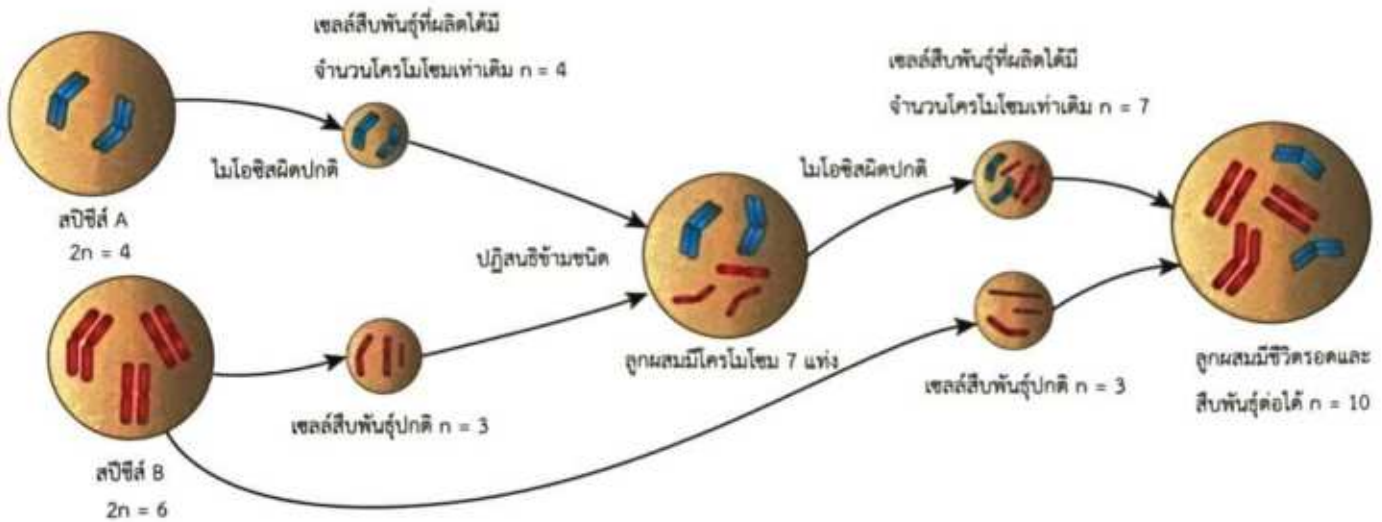 เซลล์สืบพันธุ์ที่ผลิตได้มี
จำนวนโครโมโซมเท่าเดิม n = 4
ไมโอซิสผิดปกติ
สปีชีส์ A
2n = 4
ปฏิสนธิข้ามชนิด
สปีชีส์ B
2n = 6
เซลล์สืบพันธุ์ปกติ n = 3
ลูกผสมมีโครโมโซม 7 แท่ง
เซลล์สืบพันธุ์ที่ผลิตได้มี
จำนวนโครโมโซมเท่าเดิม n = 7
ไมโอซิสผิดปกติ
เซลล์สืบพันธุ์ปกติ n = 3
ลูกผสมมีชีวิตรอดและ
สืบพันธุ์ต่อได้ n = 10